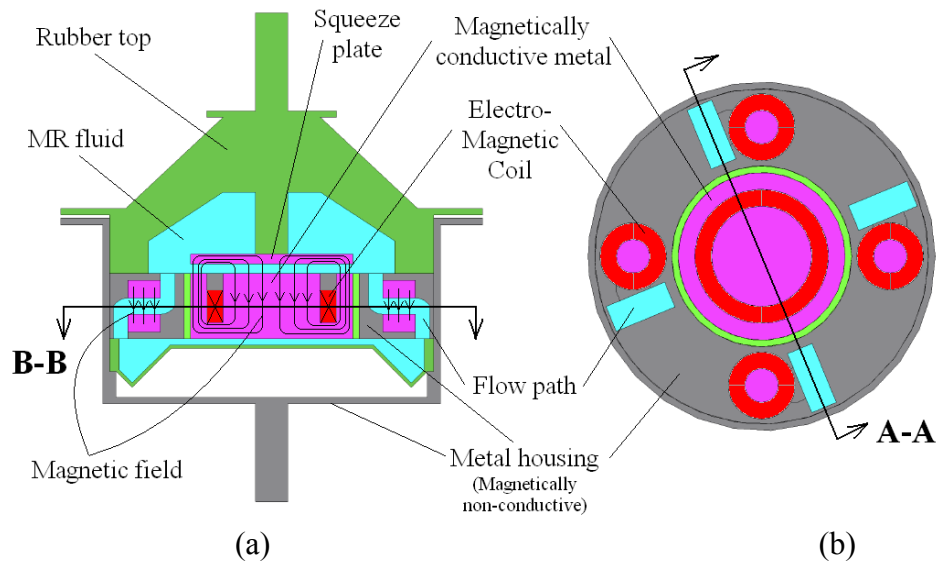 Squeeze
plate
Rubber top
Magnetically
conductive metal
MR fluid
Electro-
Magnetic
Coil
B-B
Flow path
A-A
Magnetic field
Metal housing
(Magnetically
non-conductive)
(a)
(b)